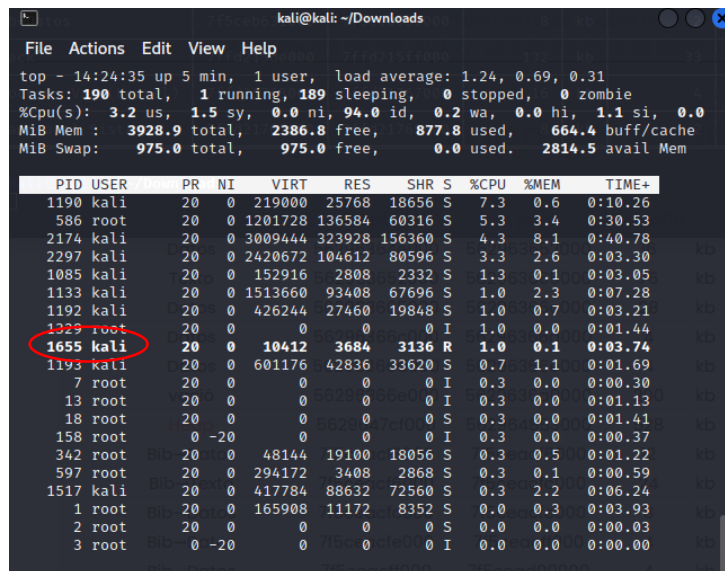 kali@kali: ~/Downloads
File Actions Edit View Help
top - 14:24:35 up 5 min, 1 user, load average: 1.24, 0.69, 0.31
Tasks: 190 total, 1 running, 189 sleeping, 0 stopped, 0 zombie
%Cpu(s): 3.2 us, 1.5 sy, 0.0 ni, 94.0 id, 0.2 wa, 0.0 hi, 1.1 si, 0.0
MiB Mem : 3928.9 total, 2386.8 free, 877.8 used, 664.4 buff/cache
MiB Swap: 975.0 total, 975.0 free, 0.0 used. 2814.5 avail Mem
PID USER PR NI VIRT RES SHR S %CPU %MEM TIME+
1190 kali 20 0 219000 25768 18656 S 7.3 0.6 0:10.26
586 root 20 0 1201728 136584 60316 S 5.3 3.4 0:30.53
2174 kali 20 0 3009444 323928 156360 S 4.3 8.1 0:40.78
2297 kali 20 0 2420672 104612 80596 S 3.3 2.6 0:03.30
1085 kali 20 0 152916 2808 2332 S 1.3 0.1 0:03.05
1133 kali 20 0 1513660 93408 67696 S 1.0 2.3 0:07.28
1192 kali 20 0 426244 27460 19848 S 1.0 0.7 0:03.21
1329 root 20 0 0 0 0 I 1.0 0.0 0:01.44
1655 kali 20 0 10412 3684 3136 R 1.0 0.1 0:03.74
1193 kali 20 0 601176 42836 33620 S 0.7 1.1 0:01.69
7 root 20 0 0 0 0 I 0.3 0.0 0:00.30
13 root 20 0 0 0 0 I 0.3 0.0 0:01.13
18 root 20 0 0 0 0 S 0.3 0.0 0:01.41
158 root 0 -20 0 0 0 I 0.3 0.0 0:00.37
342 root 20 0 48144 19100 18056 S 0.3 0.5 0:01.22
597 root 20 0 294172 3408 2868 S 0.3 0.1 0:00.59
1517 kali 20 0 417784 88632 72560 S 0.3 2.2 0:06.24
1 root 20 0 165908 11172 8352 S 0.0 0.3 0:03.93
2 root 20 0 0 0 0 S 0.0 0.0 0:00.03
3 root 0 -20 0 0 0 I 0.0 0.0 0:00.00